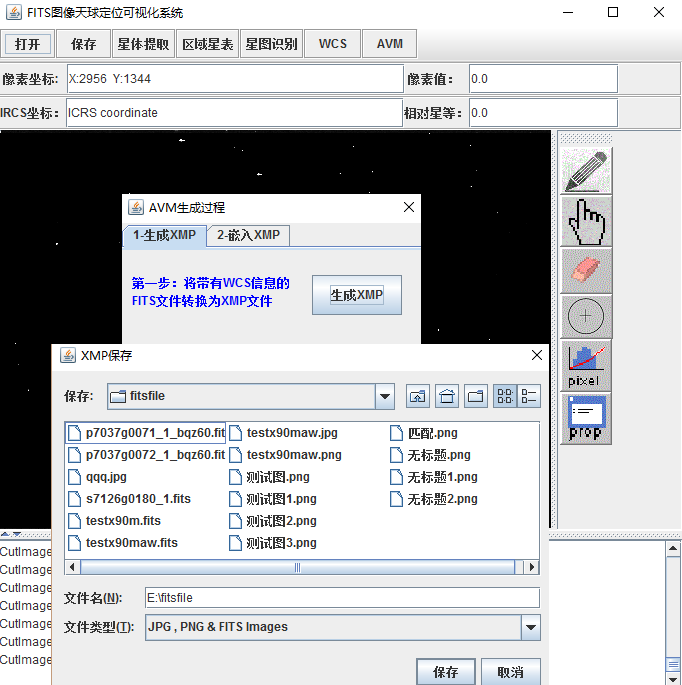 FITS图像天球定位可视化系统
打开 保存 星体提取 区域星表 星图识别 WCS AVM
像素坐标: X:2956 Y:1344 像素值: 0.0
IRCS坐标: ICRS coordinate 相对星等: 0.0
AVM生成过程
1-生成XMP 2-嵌入XMP
第一步：将带有WCS信息的 生成XMP
FITS文件转换为XMP文件
pixel
prop
XMP保存
保存: fitsfile
p7037g0071_1_bqz60.fit testx90maw.jpg 匹配.png
p7037g0072_1_bqz60.fit testx90maw.png 无标题.png
qqq.jpg 测试图.png 无标题1.png
s7126g0180_1.fits 测试图1.png 无标题2.png
testx90m.fits 测试图2.png
testx90maw.fits 测试图3.png
文件名(N): E:\fitsfile
文件类型(T): JPG , PNG & FITS Images
保存 取消
CutImage
CutImage
CutImage
CutImage
CutImage
CutImage
CutImage